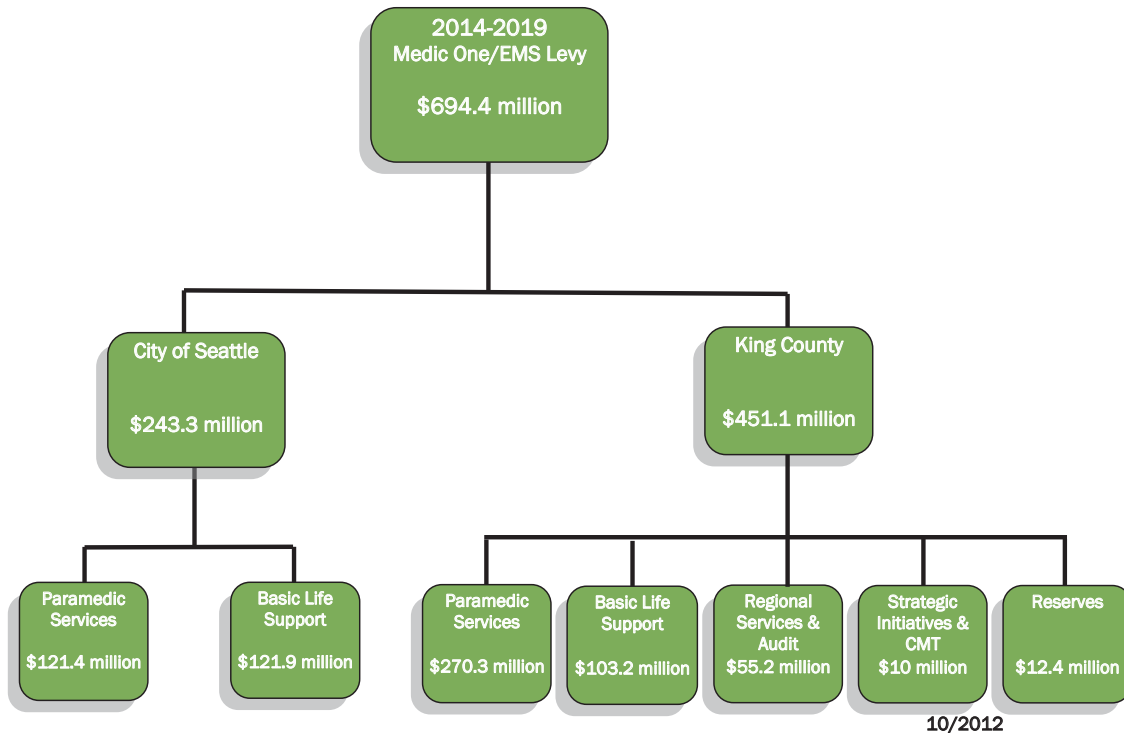 2014-2019
Medic One/EMS Levy
$694.4 million
City of Seattle
$243.3 million
King County
$451.1 million
Paramedic
Services
$121.4 million
Basic Life
Support
$121.9 million
Paramedic
Services
$270.3 million
Basic Life
Support
$103.2 million
Regional
Services &
Audit
$55.2 million
Strategic
Initiatives &
CMT
$10 million
Reserves
$12.4 million
10/2012